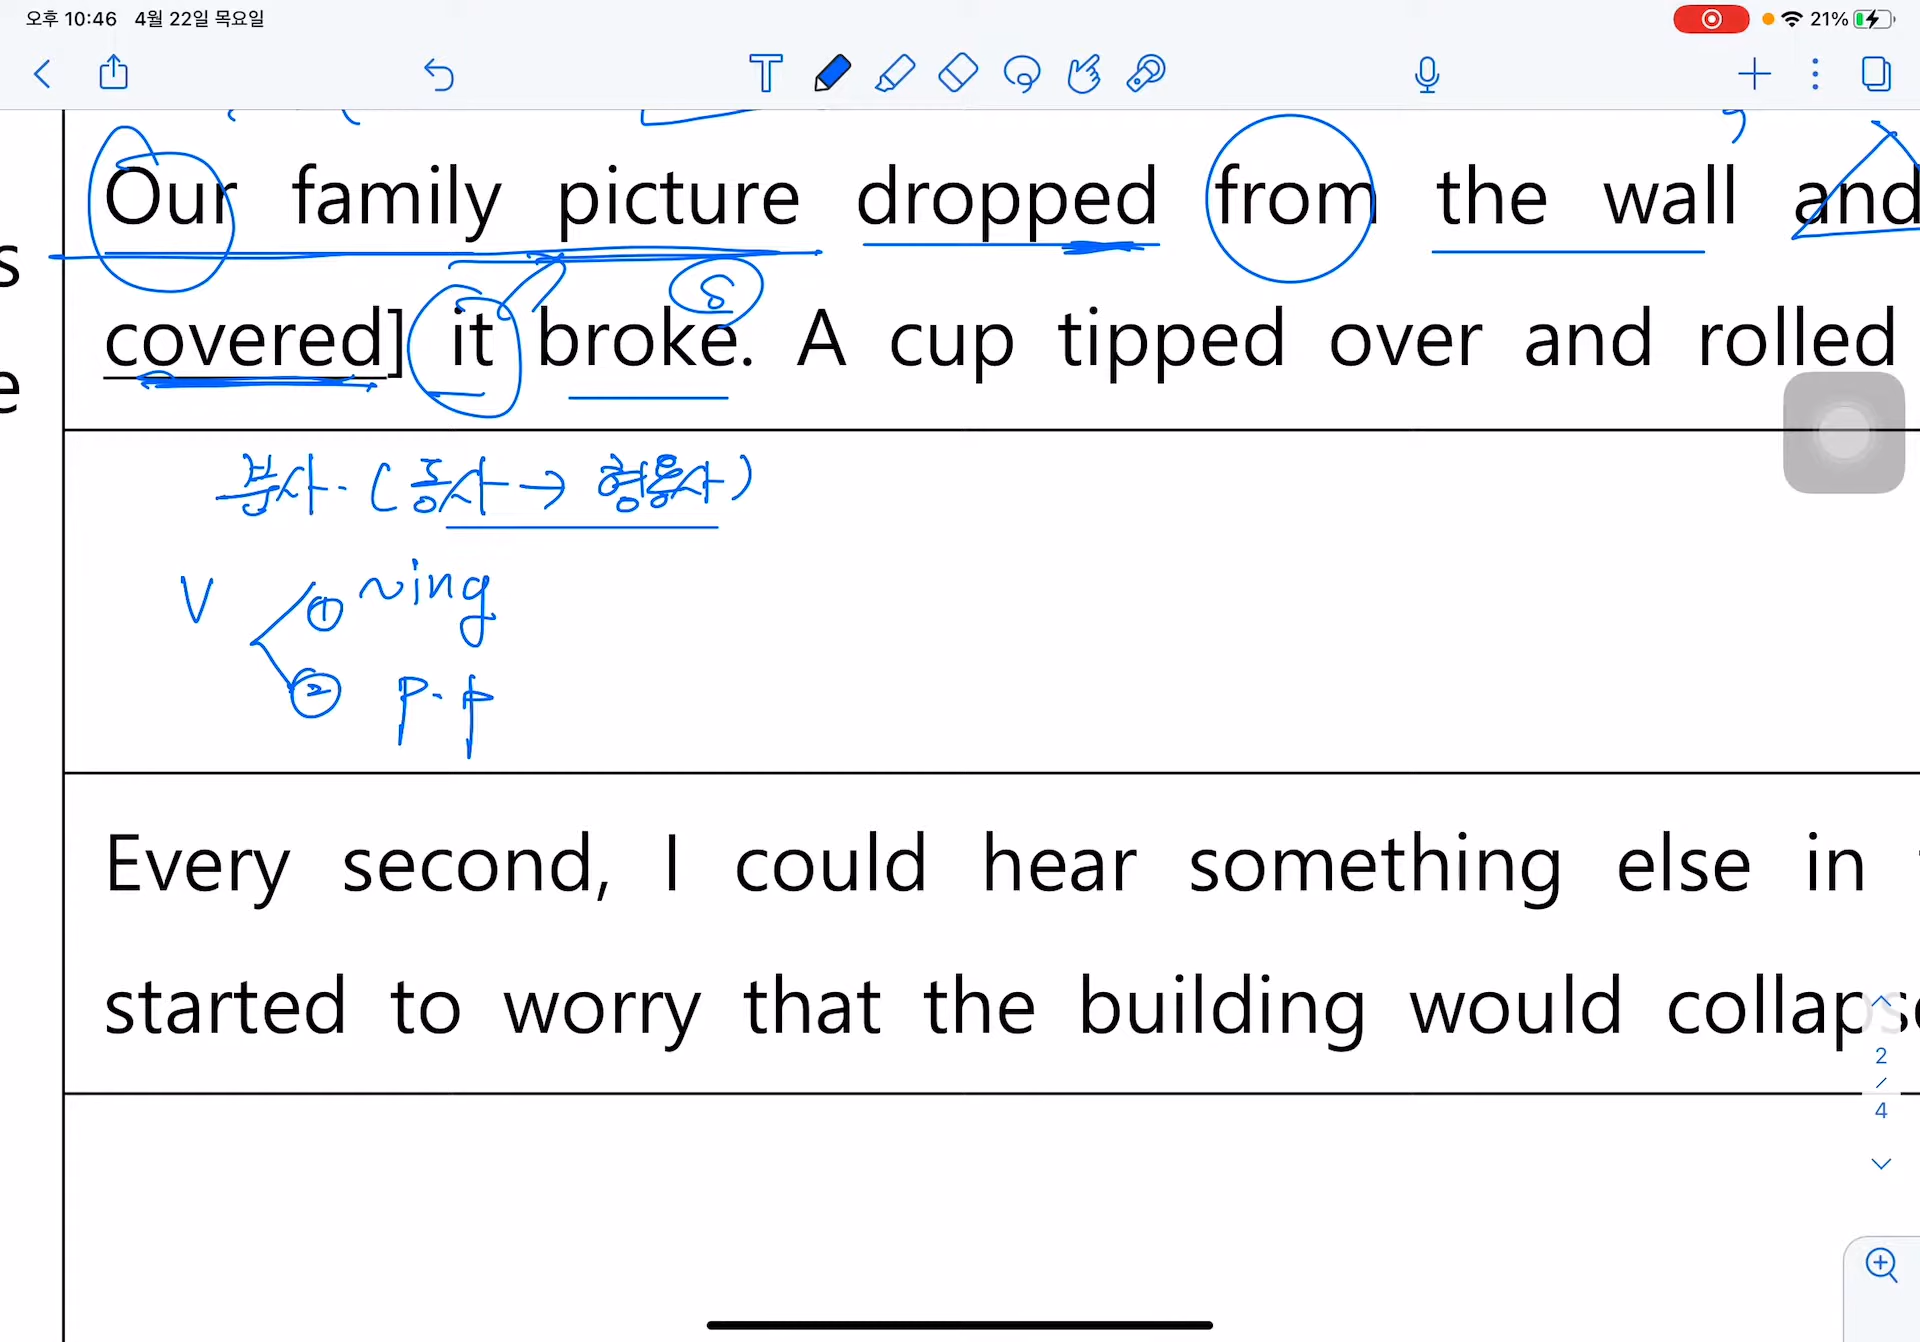 오후 10:46 4월 22일 목요일
21%
Our family picture dropped from the wall and
s
covered] it broke. A cup tipped over and rolled
e
분사. (동사 → 형용사)
V ① ~ing
② p.p
Every second, I could hear something else in
started to worry that the building would collapse
2
/
4